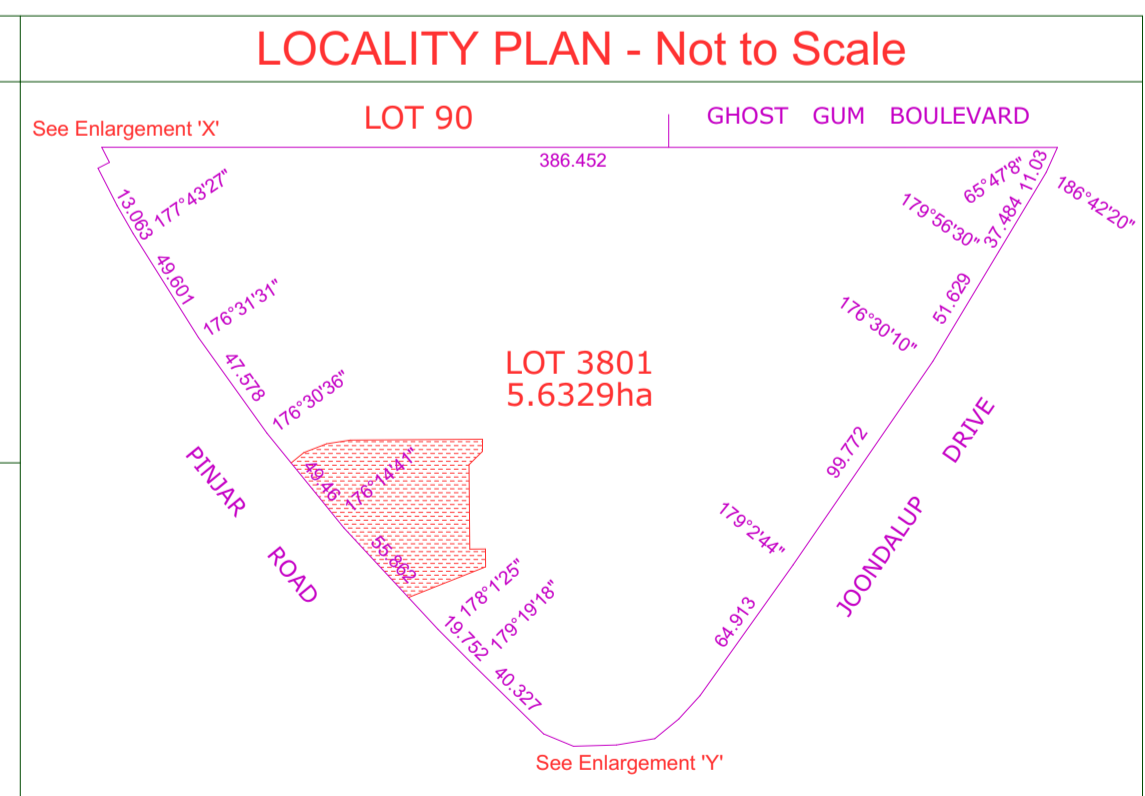 LOCALITY PLAN - Not to Scale
See Enlargement 'X'
LOT 90
GHOST GUM BOULEVARD
386.452
65°47'8"
11.03
186°42'20"
13.063
177°43'27"
179°56'30"
37.484
49.601
176°31'31"
51.629
176°30'10"
47.578
176°30'36"
LOT 3801
5.6329ha
PINJAR
ROAD
49.46
176°14'41"
99.772
JOONDALUP
DRIVE
55.862
179°2'44"
178°1'25"
179°19'18"
19.752
40.327
64.913
See Enlargement 'Y'